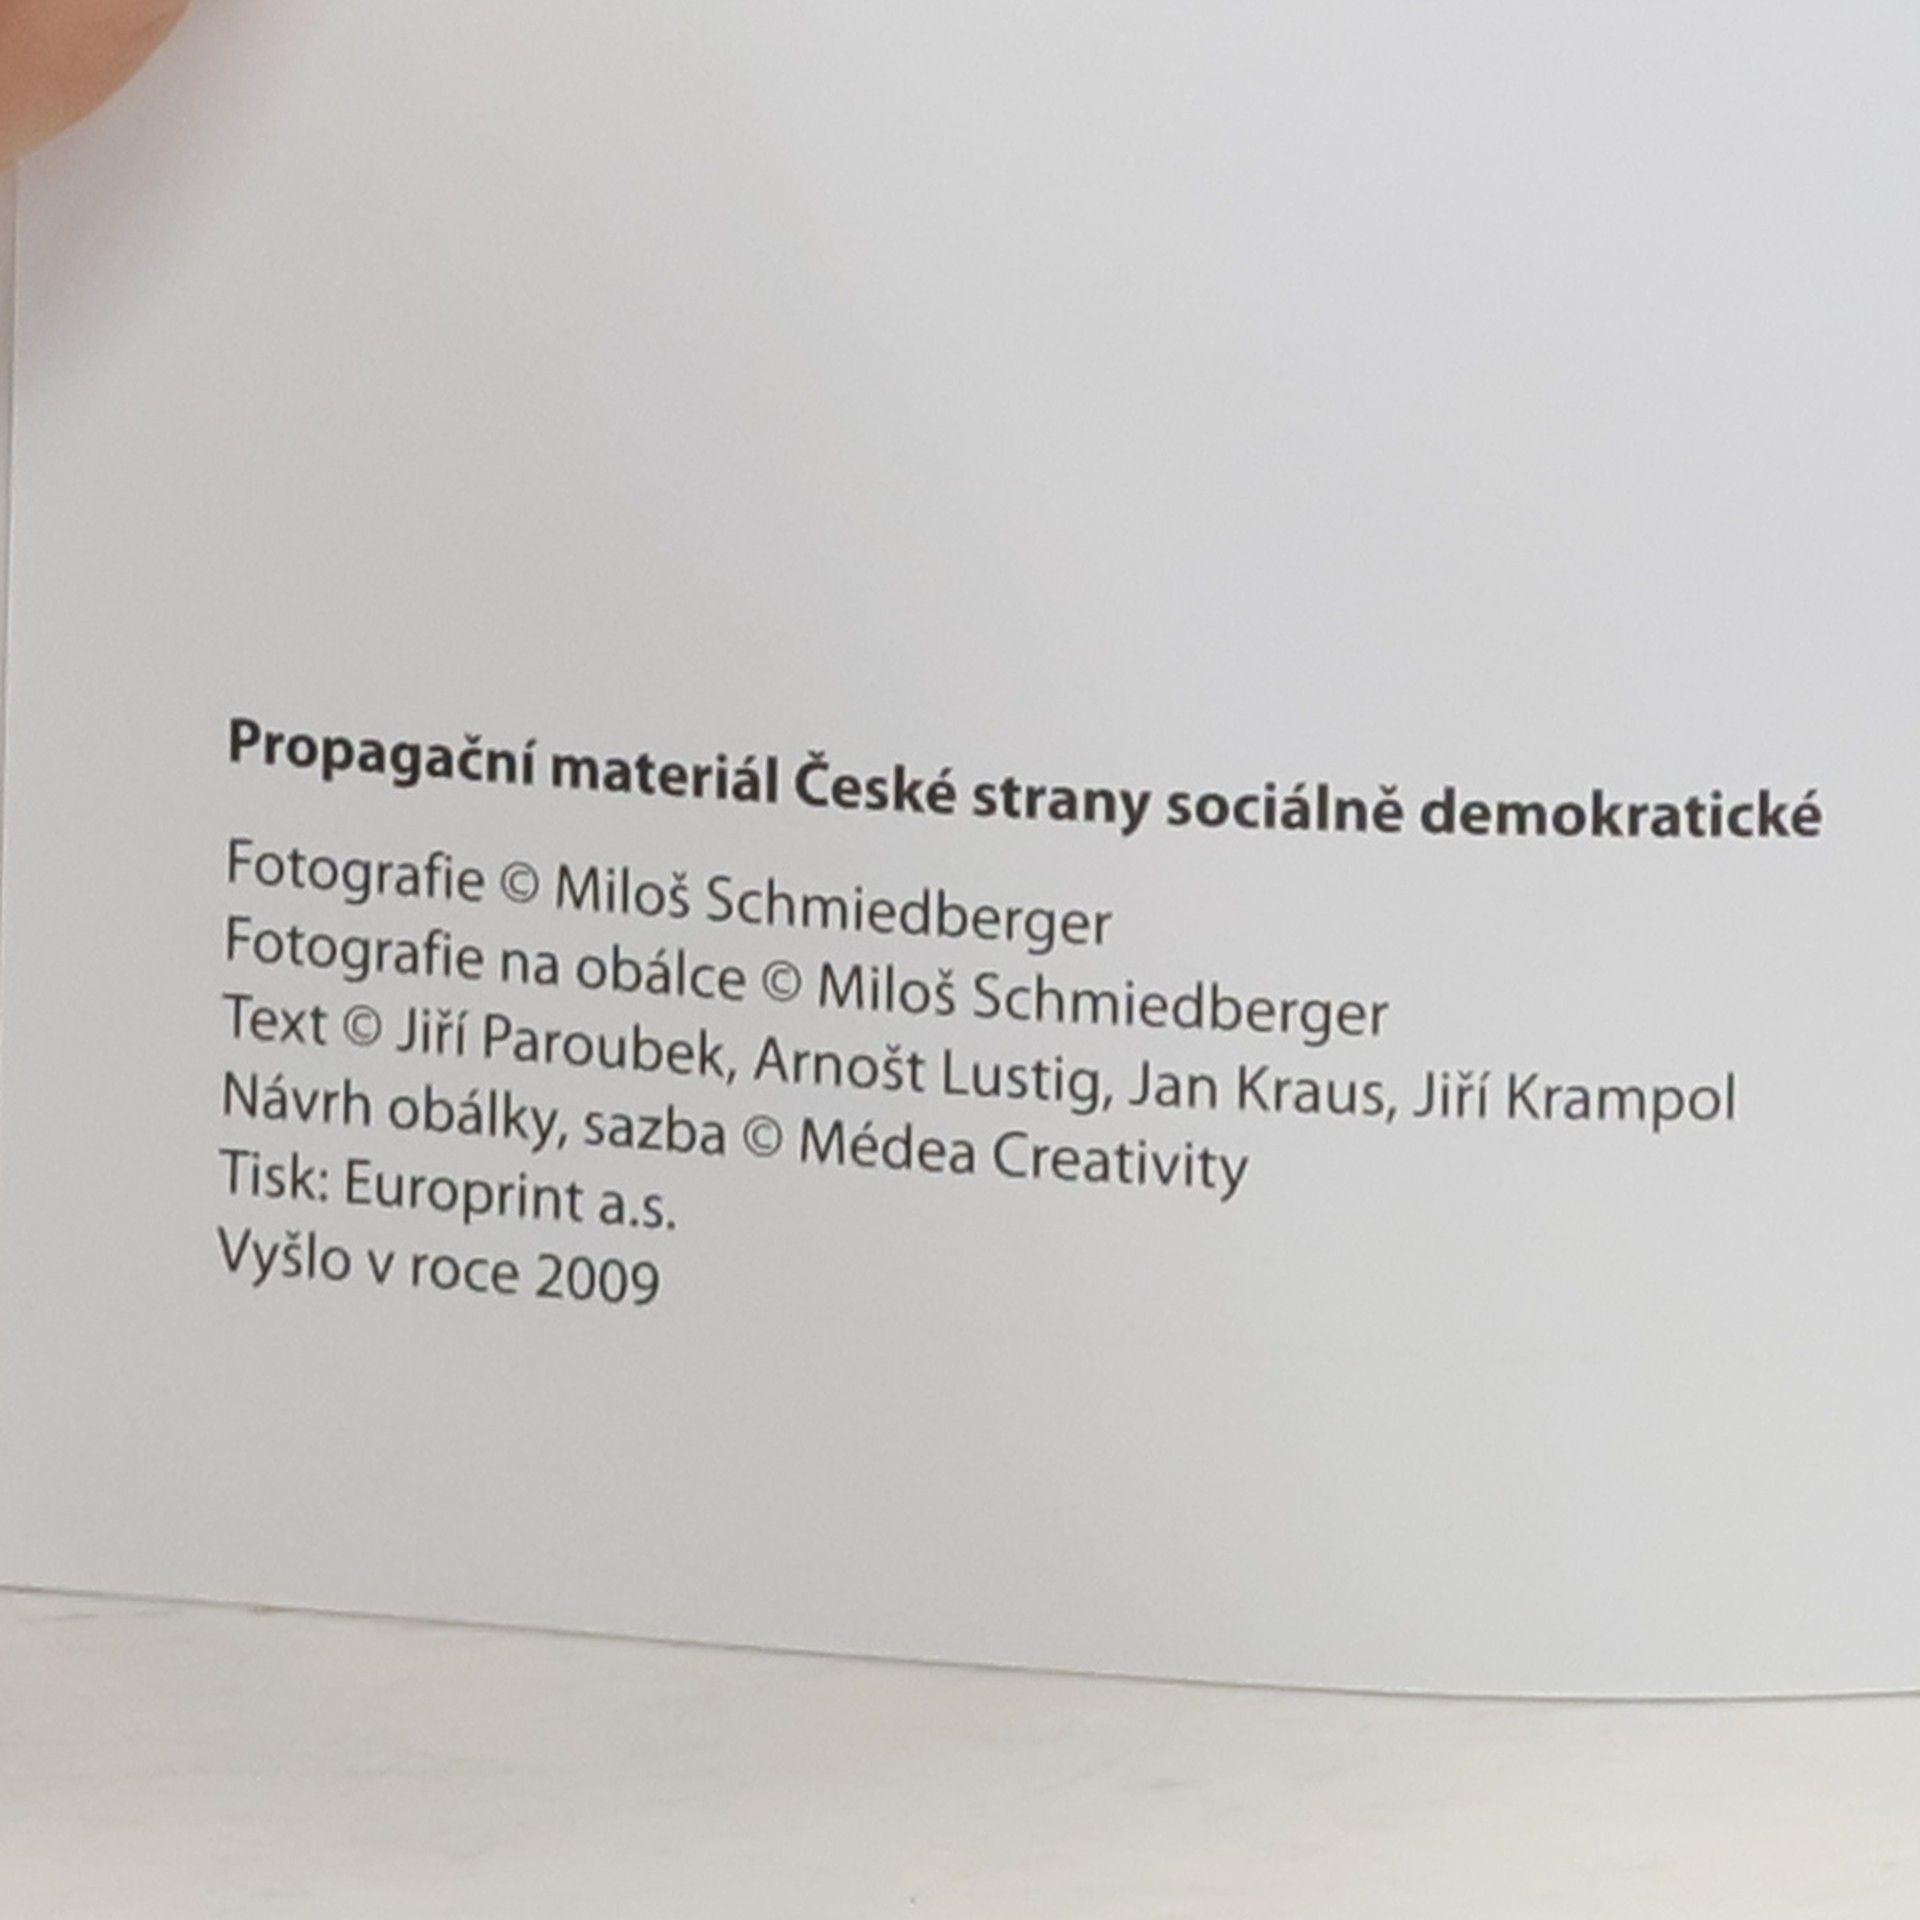 Propagační materiál České strany sociálně demokratické
Fotografie © Miloš Schmiedberger
Fotografie na obálce © Miloš Schmiedberger
Text © Jiří Paroubek, Arnošt Lustig, Jan Kraus, Jiří Krampol
Návrh obálky, sazba © Médea Creativity
Tisk: Europrint a.s.
Vyšlo v roce 2009